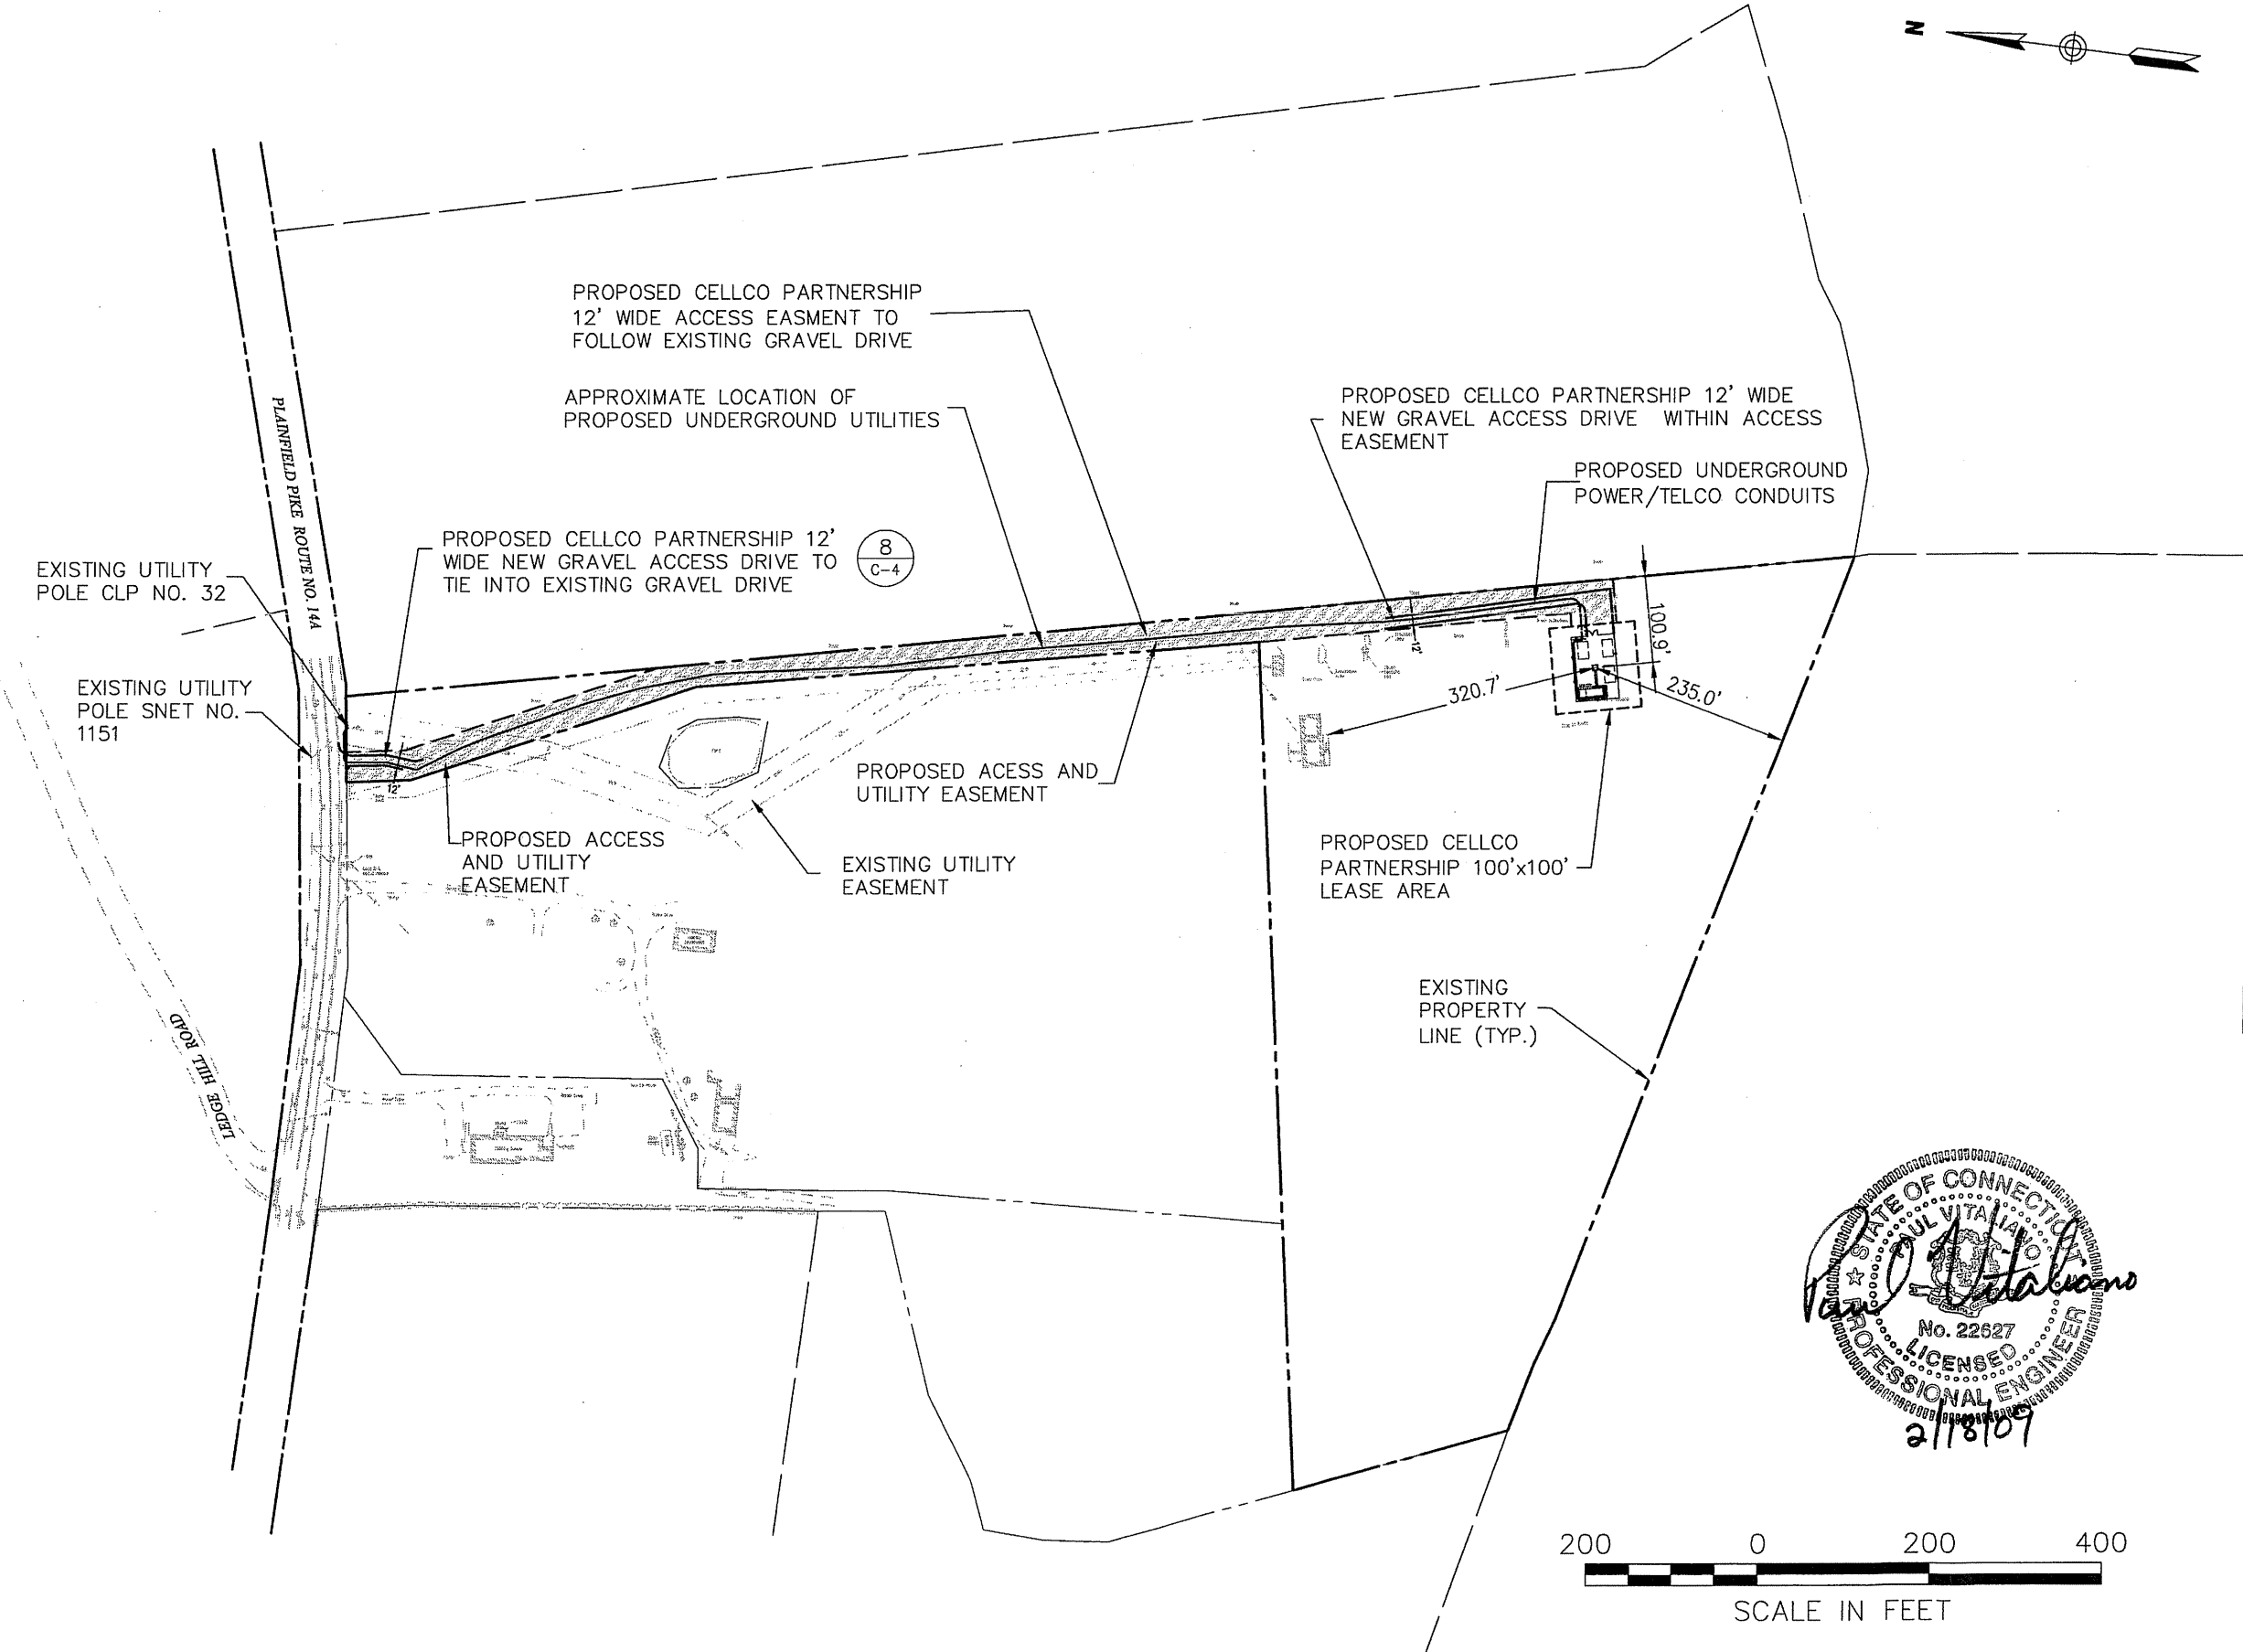 N
PROPOSED CELLCO PARTNERSHIP
12' WIDE ACCESS EASMENT TO
FOLLOW EXISTING GRAVEL DRIVE
APPROXIMATE LOCATION OF
PROPOSED UNDERGROUND UTILITIES
PROPOSED CELLCO PARTNERSHIP 12' WIDE
NEW GRAVEL ACCESS DRIVE WITHIN ACCESS
EASEMENT
PROPOSED UNDERGROUND
POWER/TELCO CONDUITS
PLAINFIELD PIKE ROUTE NO. 14A
PROPOSED CELLCO PARTNERSHIP 12'
WIDE NEW GRAVEL ACCESS DRIVE TO
TIE INTO EXISTING GRAVEL DRIVE
8
C-4
EXISTING UTILITY
POLE CLP NO. 32
EXISTING UTILITY
POLE SNET NO.
1151
12'
12'
100.9'
320.7'
235.0'
PROPOSED ACESS AND
UTILITY EASEMENT
PROPOSED ACCESS
AND UTILITY
EASEMENT
EXISTING UTILITY
EASEMENT
PROPOSED CELLCO
PARTNERSHIP 100'x100'
LEASE AREA
EXISTING
PROPERTY
LINE (TYP.)
LEDGE HILL ROAD
STATE OF CONNECTICUT
PAUL VITALIANO
Paul Vitaliano
No. 22627
LICENSED
PROFESSIONAL ENGINEER
2/18/09
200 0 200 400
SCALE IN FEET